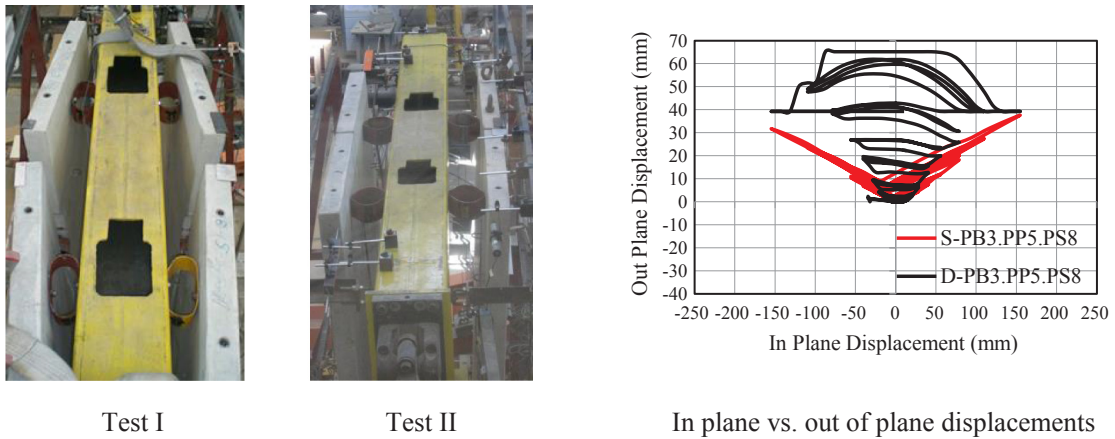 70
60
50
40
30
20
10
0
-10
-20
-30
-40
Out Plane Displacement (mm)
S-PB3.PP5.PS8
D-PB3.PP5.PS8
-250 -200 -150 -100 -50 0 50 100 150 200 250
In Plane Displacement (mm)
Test I
Test II
In plane vs. out of plane displacements